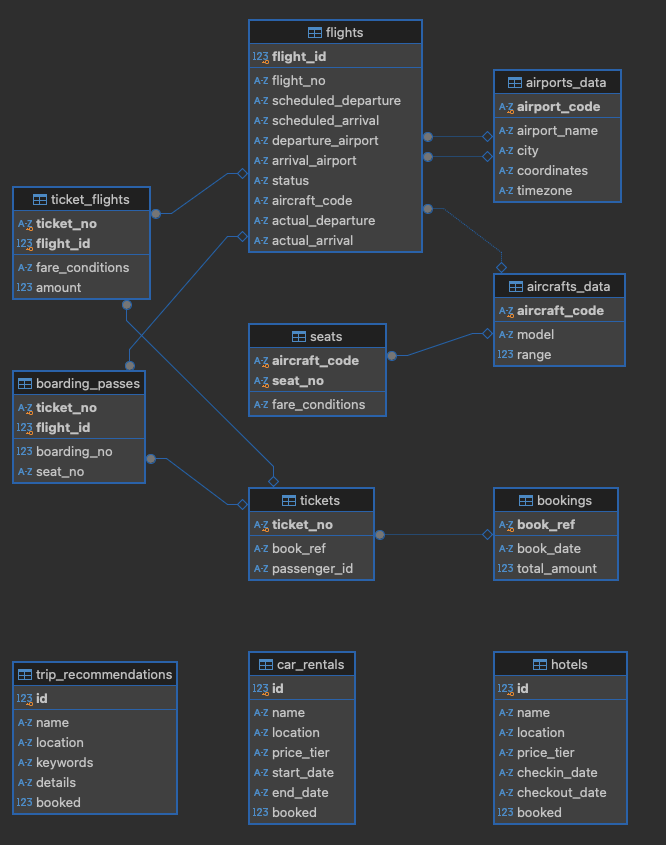 flights
123 flight_id
A-Z flight_no
A-Z scheduled_departure
A-Z scheduled_arrival
A-Z departure_airport
A-Z arrival_airport
A-Z status
A-Z aircraft_code
A-Z actual_departure
A-Z actual_arrival
airports_data
A-Z airport_code
A-Z airport_name
A-Z city
A-Z coordinates
A-Z timezone
ticket_flights
A-Z ticket_no
123 flight_id
A-Z fare_conditions
123 amount
aircrafts_data
A-Z aircraft_code
A-Z model
123 range
seats
A-Z aircraft_code
A-Z seat_no
A-Z fare_conditions
boarding_passes
A-Z ticket_no
123 flight_id
123 boarding_no
A-Z seat_no
tickets
A-Z ticket_no
A-Z book_ref
A-Z passenger_id
bookings
A-Z book_ref
A-Z book_date
123 total_amount
trip_recommendations
123 id
A-Z name
A-Z location
A-Z keywords
A-Z details
123 booked
car_rentals
123 id
A-Z name
A-Z location
A-Z price_tier
A-Z start_date
A-Z end_date
123 booked
hotels
123 id
A-Z name
A-Z location
A-Z price_tier
A-Z checkin_date
A-Z checkout_date
123 booked